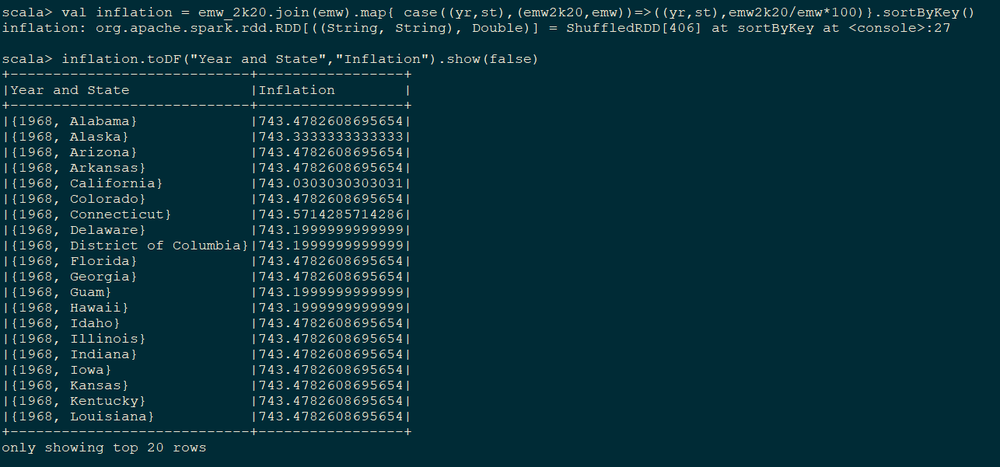 scala> val inflation = emw_2k20.join(emw).map{ case((yr,st),(emw2k20,emw))=>((yr,st),emw2k20/emw*100)}.sortByKey()
inflation: org.apache.spark.rdd.RDD[((String, String), Double)] = ShuffledRDD[406] at sortByKey at <console>:27

scala> inflation.toDF("Year and State","Inflation").show(false)
+----------------------------+-----------------+
|Year and State              |Inflation        |
+----------------------------+-----------------+
|{1968, Alabama}             |743.4782608695654|
|{1968, Alaska}              |743.3333333333333|
|{1968, Arizona}             |743.4782608695654|
|{1968, Arkansas}            |743.4782608695654|
|{1968, California}          |743.0303030303031|
|{1968, Colorado}            |743.4782608695654|
|{1968, Connecticut}         |743.5714285714286|
|{1968, Delaware}            |743.1999999999999|
|{1968, District of Columbia}|743.1999999999999|
|{1968, Florida}             |743.4782608695654|
|{1968, Georgia}             |743.4782608695654|
|{1968, Guam}                |743.1999999999999|
|{1968, Hawaii}              |743.1999999999999|
|{1968, Idaho}               |743.4782608695654|
|{1968, Illinois}            |743.4782608695654|
|{1968, Indiana}             |743.4782608695654|
|{1968, Iowa}                |743.4782608695654|
|{1968, Kansas}              |743.4782608695654|
|{1968, Kentucky}            |743.4782608695654|
|{1968, Louisiana}           |743.4782608695654|
+----------------------------+-----------------+
only showing top 20 rows